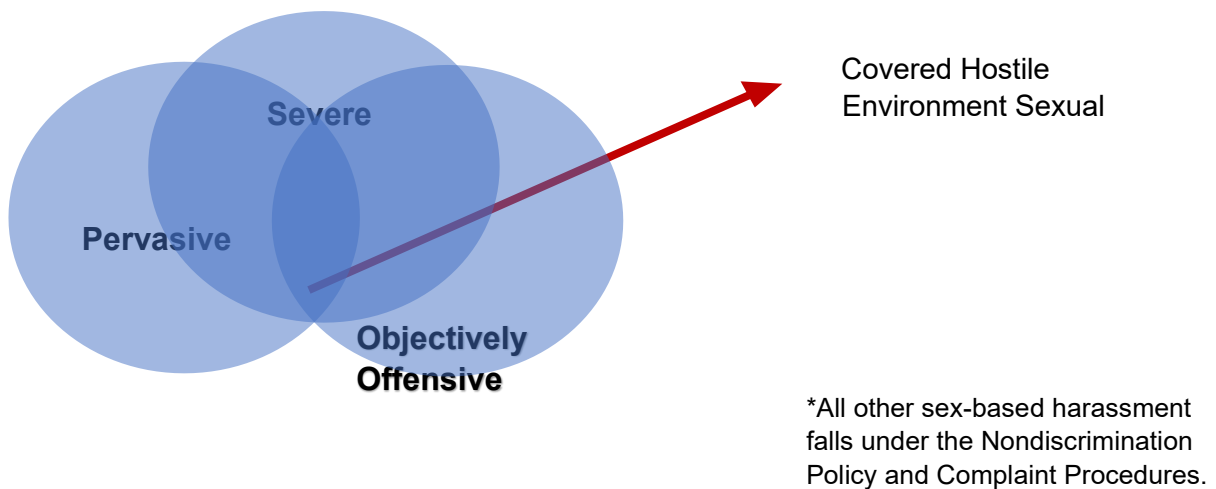 Severe
Pervasive
Objectively
Offensive
Covered Hostile
Environment Sexual
*All other sex-based harassment
falls under the Nondiscrimination
Policy and Complaint Procedures.